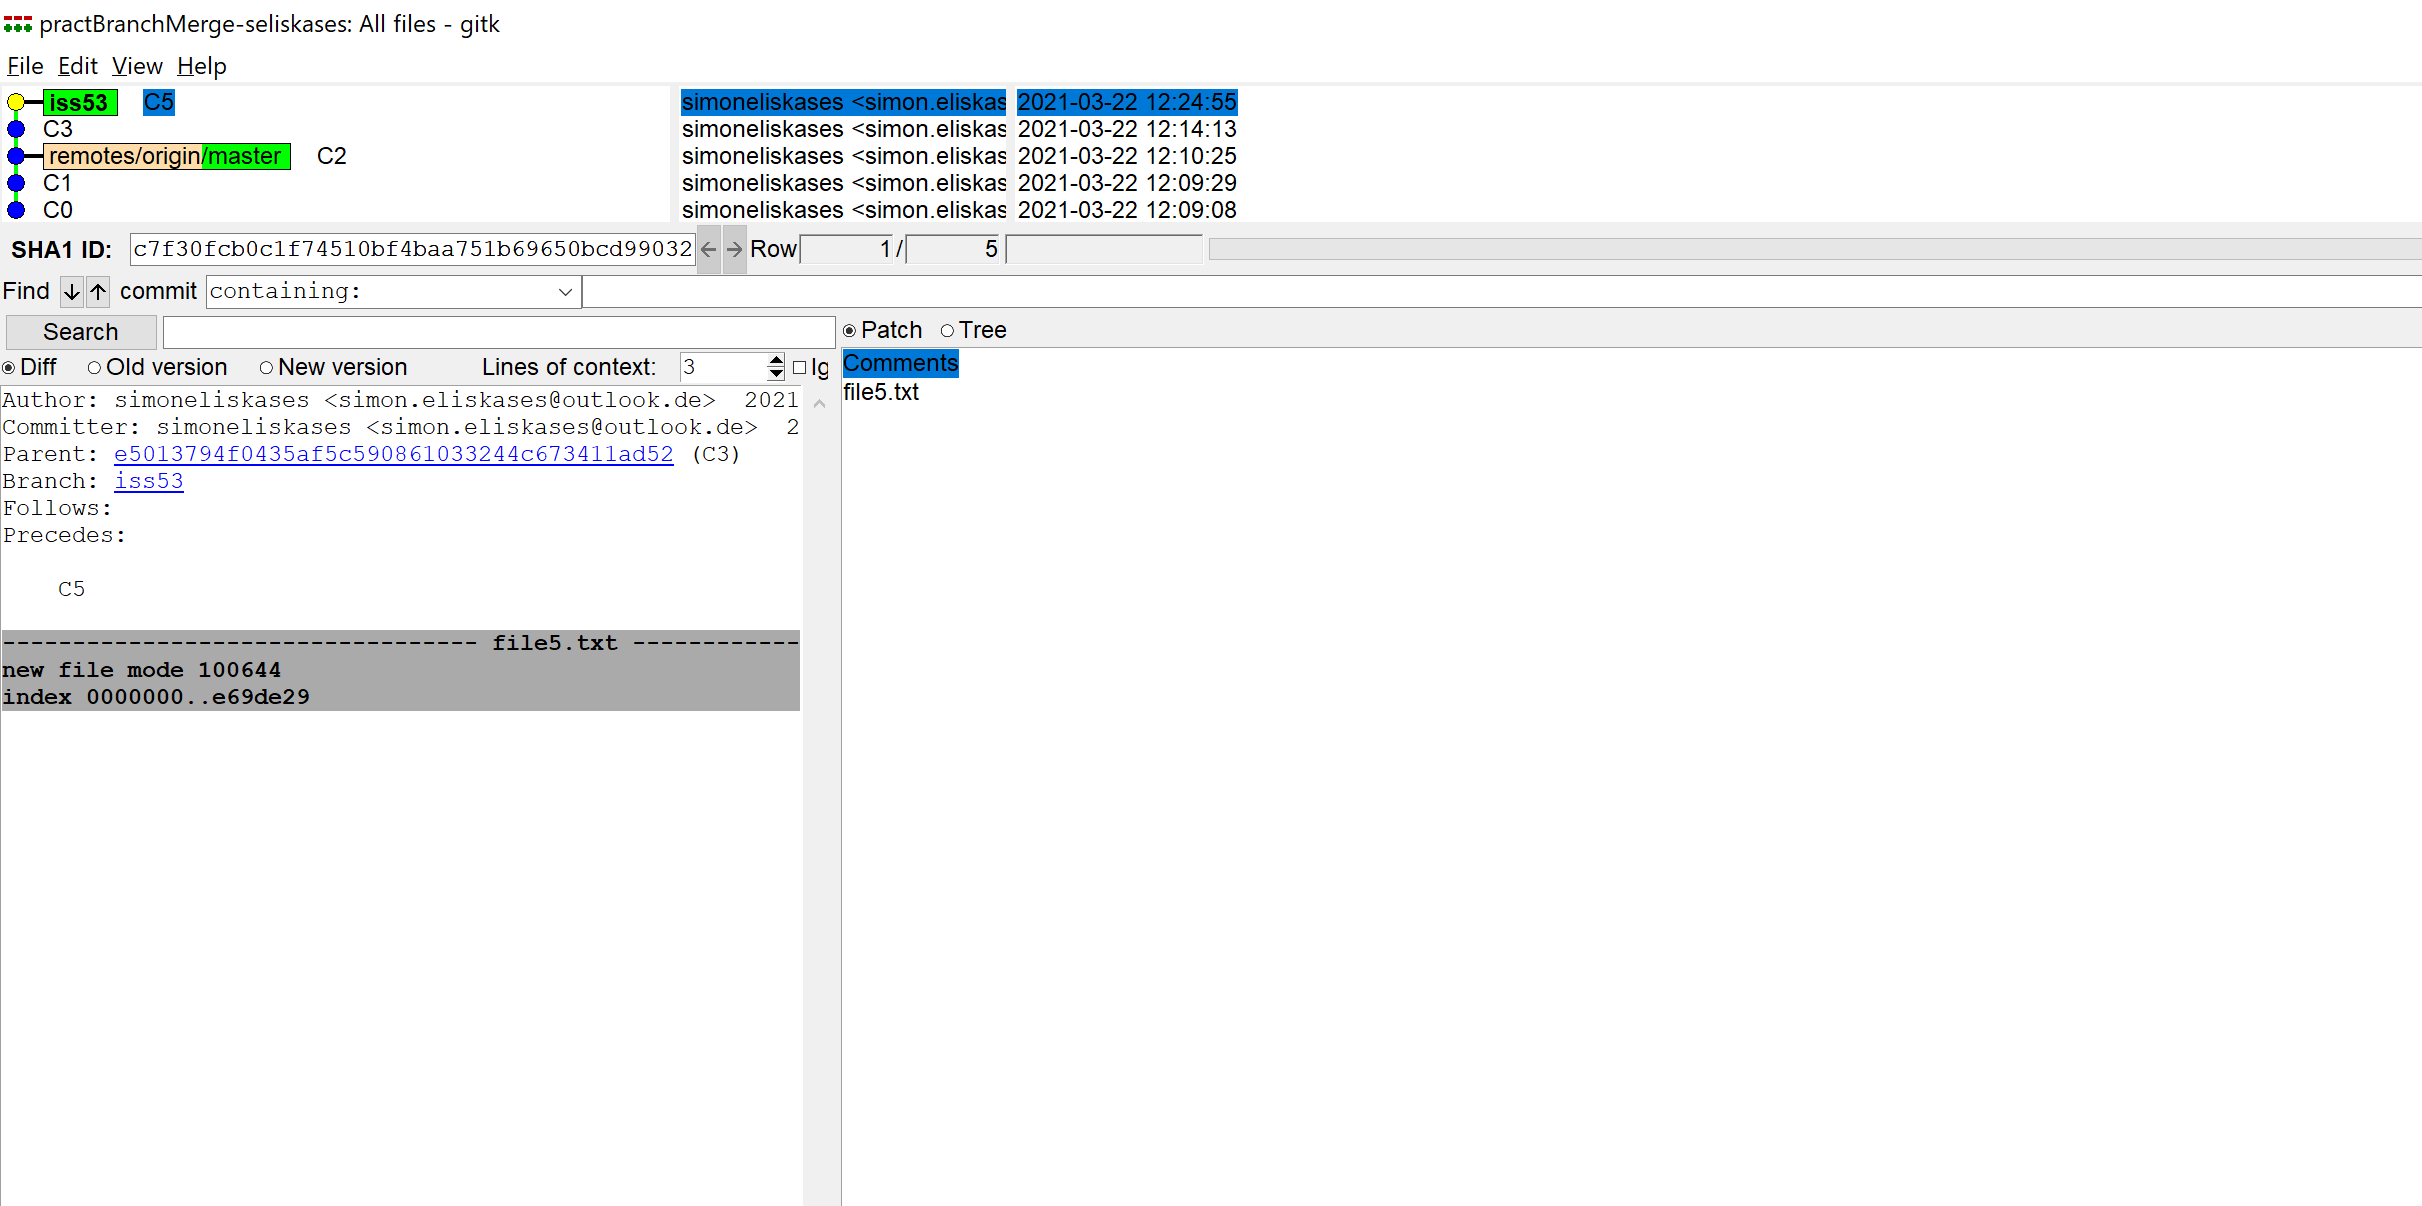 practBranchMerge-seliskases: All files - gitk
File Edit View Help
iss53 C5 simoneliskases <simon.eliskas 2021-03-22 12:24:55
C3 simoneliskases <simon.eliskas 2021-03-22 12:14:13
remotes/origin/master C2 simoneliskases <simon.eliskas 2021-03-22 12:10:25
C1 simoneliskases <simon.eliskas 2021-03-22 12:09:29
C0 simoneliskases <simon.eliskas 2021-03-22 12:09:08
SHA1 ID: c7f30fcb0c1f74510bf4baa751b69650bcd99032 ← → Row 1 / 5
Find ↓ ↑ commit containing:
Search
Patch Tree
Diff Old version New version Lines of context: 3 Ig
Comments
file5.txt
Author: simoneliskases <simon.eliskases@outlook.de> 2021
Committer: simoneliskases <simon.eliskases@outlook.de> 2
Parent: e5013794f0435af5c590861033244c673411ad52 (C3)
Branch: iss53
Follows:
Precedes:
C5
---------------------------------- file5.txt ------------
new file mode 100644
index 0000000..e69de29